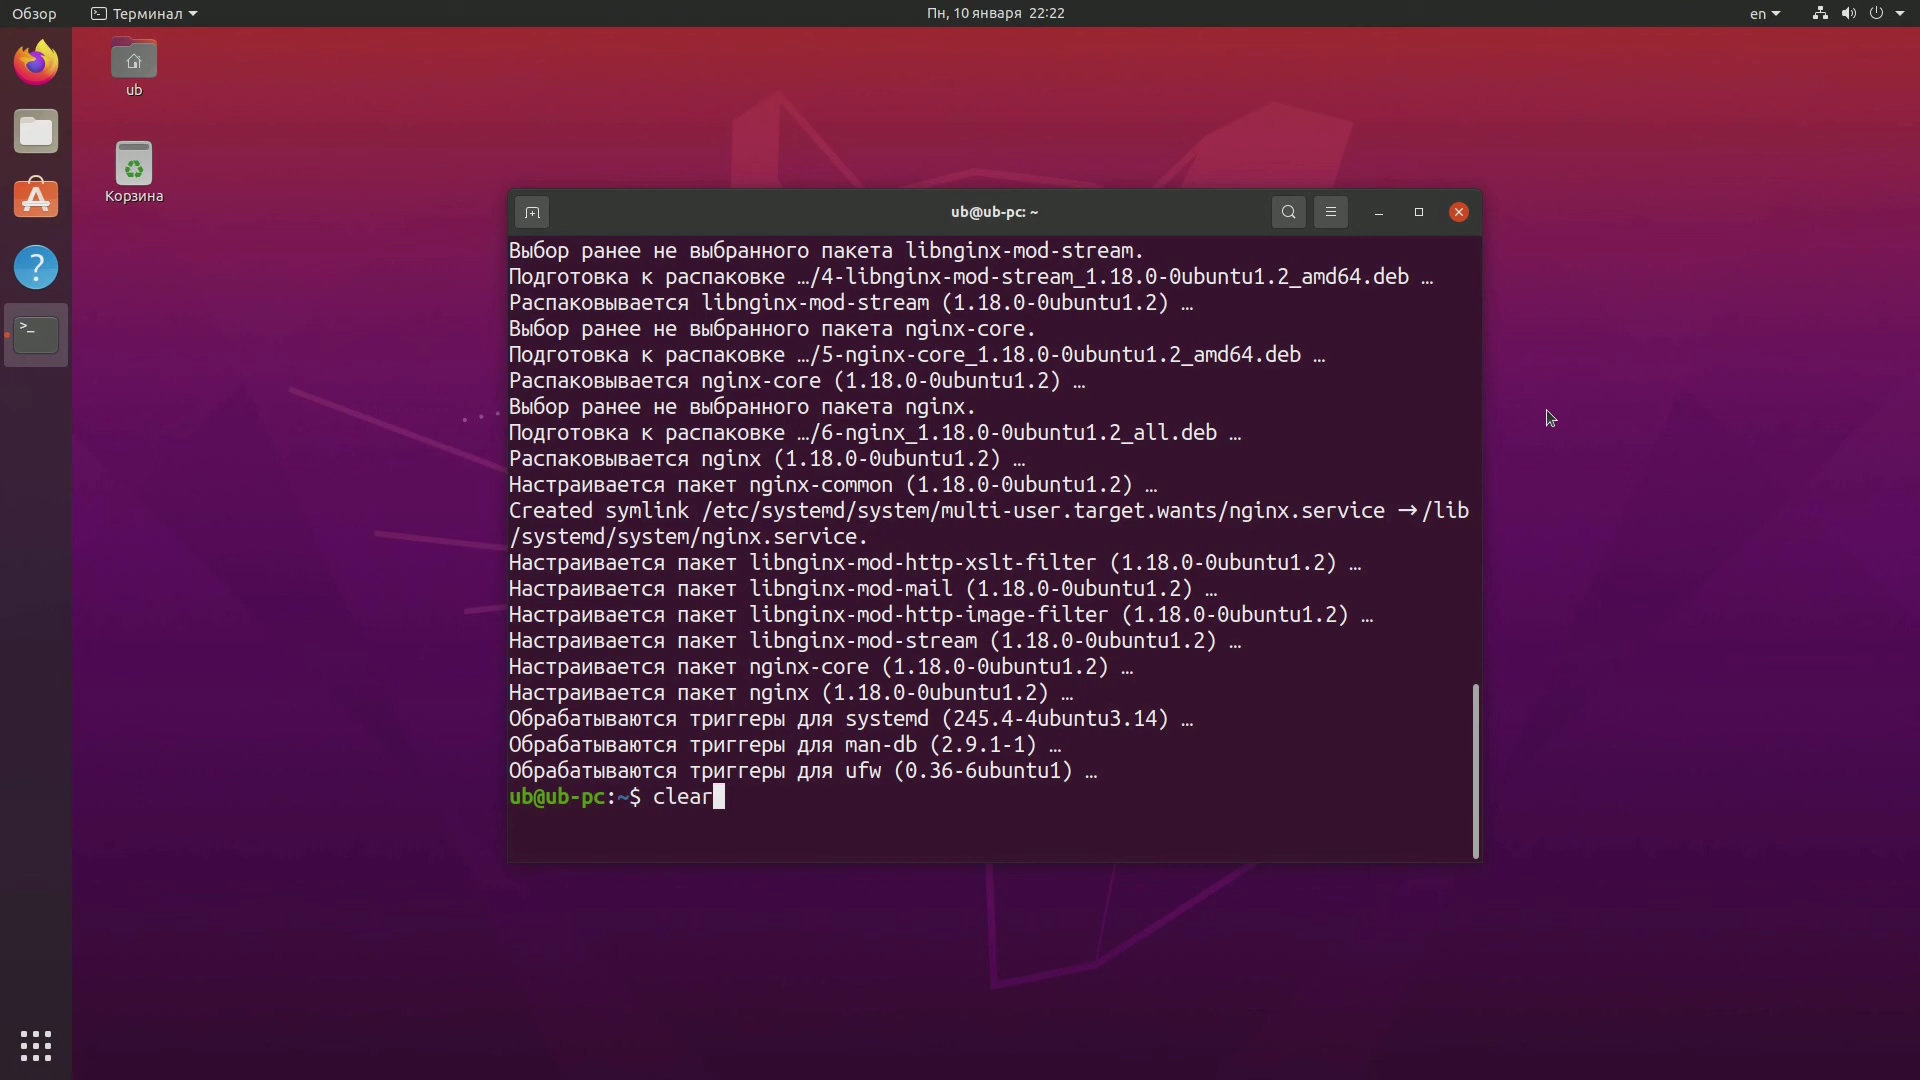 Обзор
Терминал
Пн, 10 января 22:22
en
ub
Корзина
ub@ub-pc: ~
Выбор ранее не выбранного пакета libnginx-mod-stream.
Подготовка к распаковке …/4-libnginx-mod-stream_1.18.0-0ubuntu1.2_amd64.deb …
Распаковывается libnginx-mod-stream (1.18.0-0ubuntu1.2) …
Выбор ранее не выбранного пакета nginx-core.
Подготовка к распаковке …/5-nginx-core_1.18.0-0ubuntu1.2_amd64.deb …
Распаковывается nginx-core (1.18.0-0ubuntu1.2) …
Выбор ранее не выбранного пакета nginx.
Подготовка к распаковке …/6-nginx_1.18.0-0ubuntu1.2_all.deb …
Распаковывается nginx (1.18.0-0ubuntu1.2) …
Настраивается пакет nginx-common (1.18.0-0ubuntu1.2) …
Created symlink /etc/systemd/system/multi-user.target.wants/nginx.service → /lib
/systemd/system/nginx.service.
Настраивается пакет libnginx-mod-http-xslt-filter (1.18.0-0ubuntu1.2) …
Настраивается пакет libnginx-mod-mail (1.18.0-0ubuntu1.2) …
Настраивается пакет libnginx-mod-http-image-filter (1.18.0-0ubuntu1.2) …
Настраивается пакет libnginx-mod-stream (1.18.0-0ubuntu1.2) …
Настраивается пакет nginx-core (1.18.0-0ubuntu1.2) …
Настраивается пакет nginx (1.18.0-0ubuntu1.2) …
Обрабатываются триггеры для systemd (245.4-4ubuntu3.14) …
Обрабатываются триггеры для man-db (2.9.1-1) …
Обрабатываются триггеры для ufw (0.36-6ubuntu1) …
ub@ub-pc:~$ clear